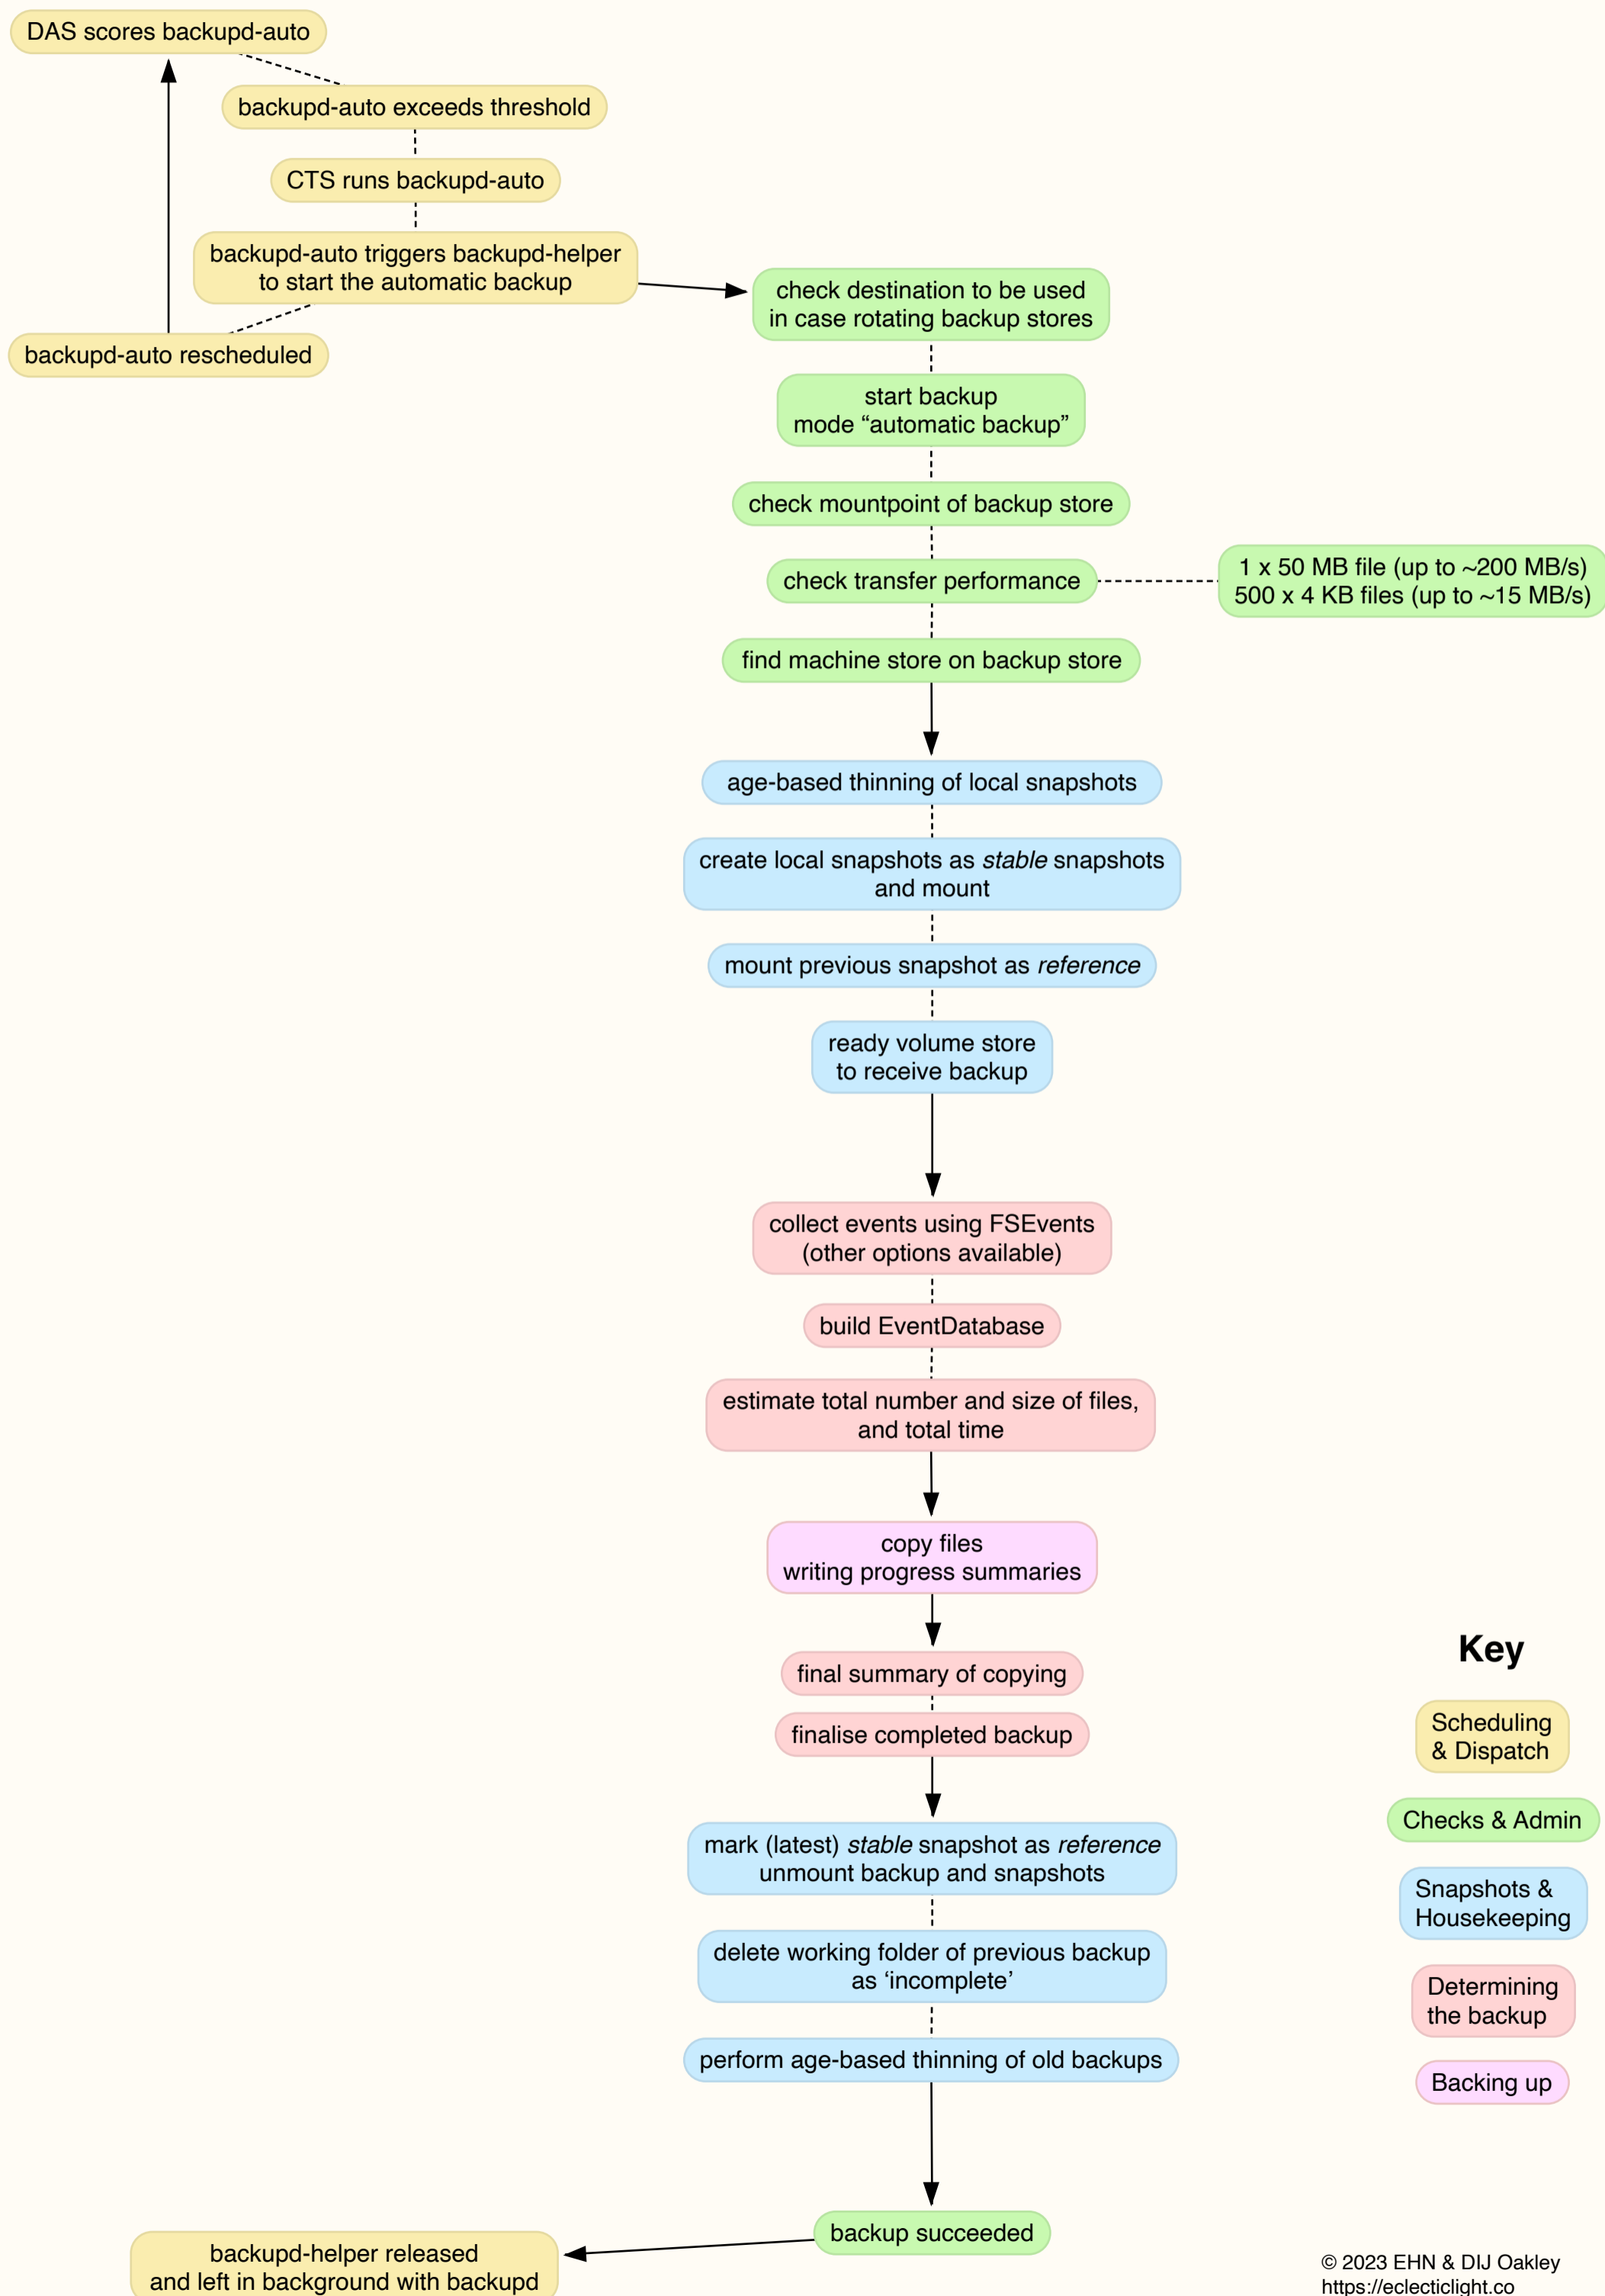 DAS scores backupd-auto
backupd-auto exceeds threshold
CTS runs backupd-auto
backupd-auto triggers backupd-helper
to start the automatic backup
backupd-auto rescheduled
check destination to be used
in case rotating backup stores
start backup
mode “automatic backup”
check mountpoint of backup store
check transfer performance
1 x 50 MB file (up to ~200 MB/s)
500 x 4 KB files (up to ~15 MB/s)
find machine store on backup store
age-based thinning of local snapshots
create local snapshots as stable snapshots
and mount
mount previous snapshot as reference
ready volume store
to receive backup
collect events using FSEvents
(other options available)
build EventDatabase
estimate total number and size of files,
and total time
copy files
writing progress summaries
final summary of copying
finalise completed backup
mark (latest) stable snapshot as reference
unmount backup and snapshots
delete working folder of previous backup
as ‘incomplete’
perform age-based thinning of old backups
backup succeeded
backupd-helper released
and left in background with backupd
Key
Scheduling
& Dispatch
Checks & Admin
Snapshots &
Housekeeping
Determining
the backup
Backing up
© 2023 EHN & DIJ Oakley
https://eclecticlight.co